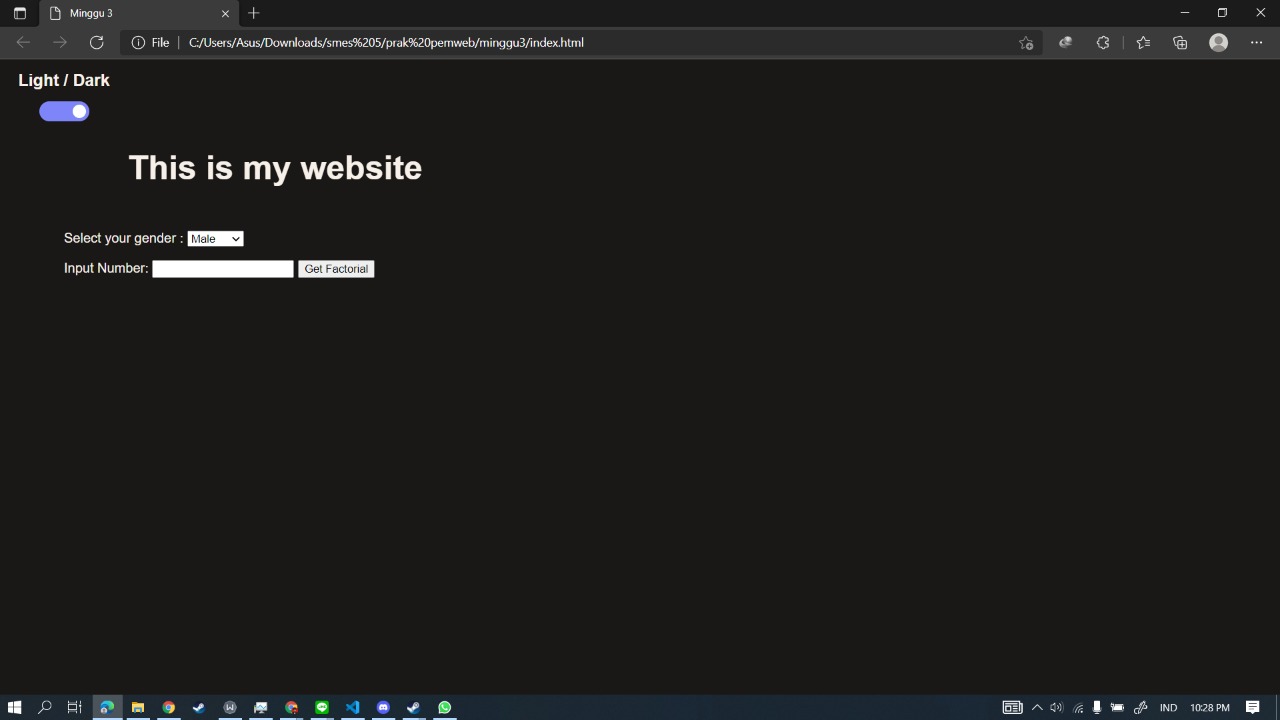 Minggu 3
File
C:/Users/Asus/Downloads/smes%205/prak%20pemweb/minggu3/index.html
Light / Dark
This is my website
Select your gender : Male
Input Number: Get Factorial
IND 10:28 PM